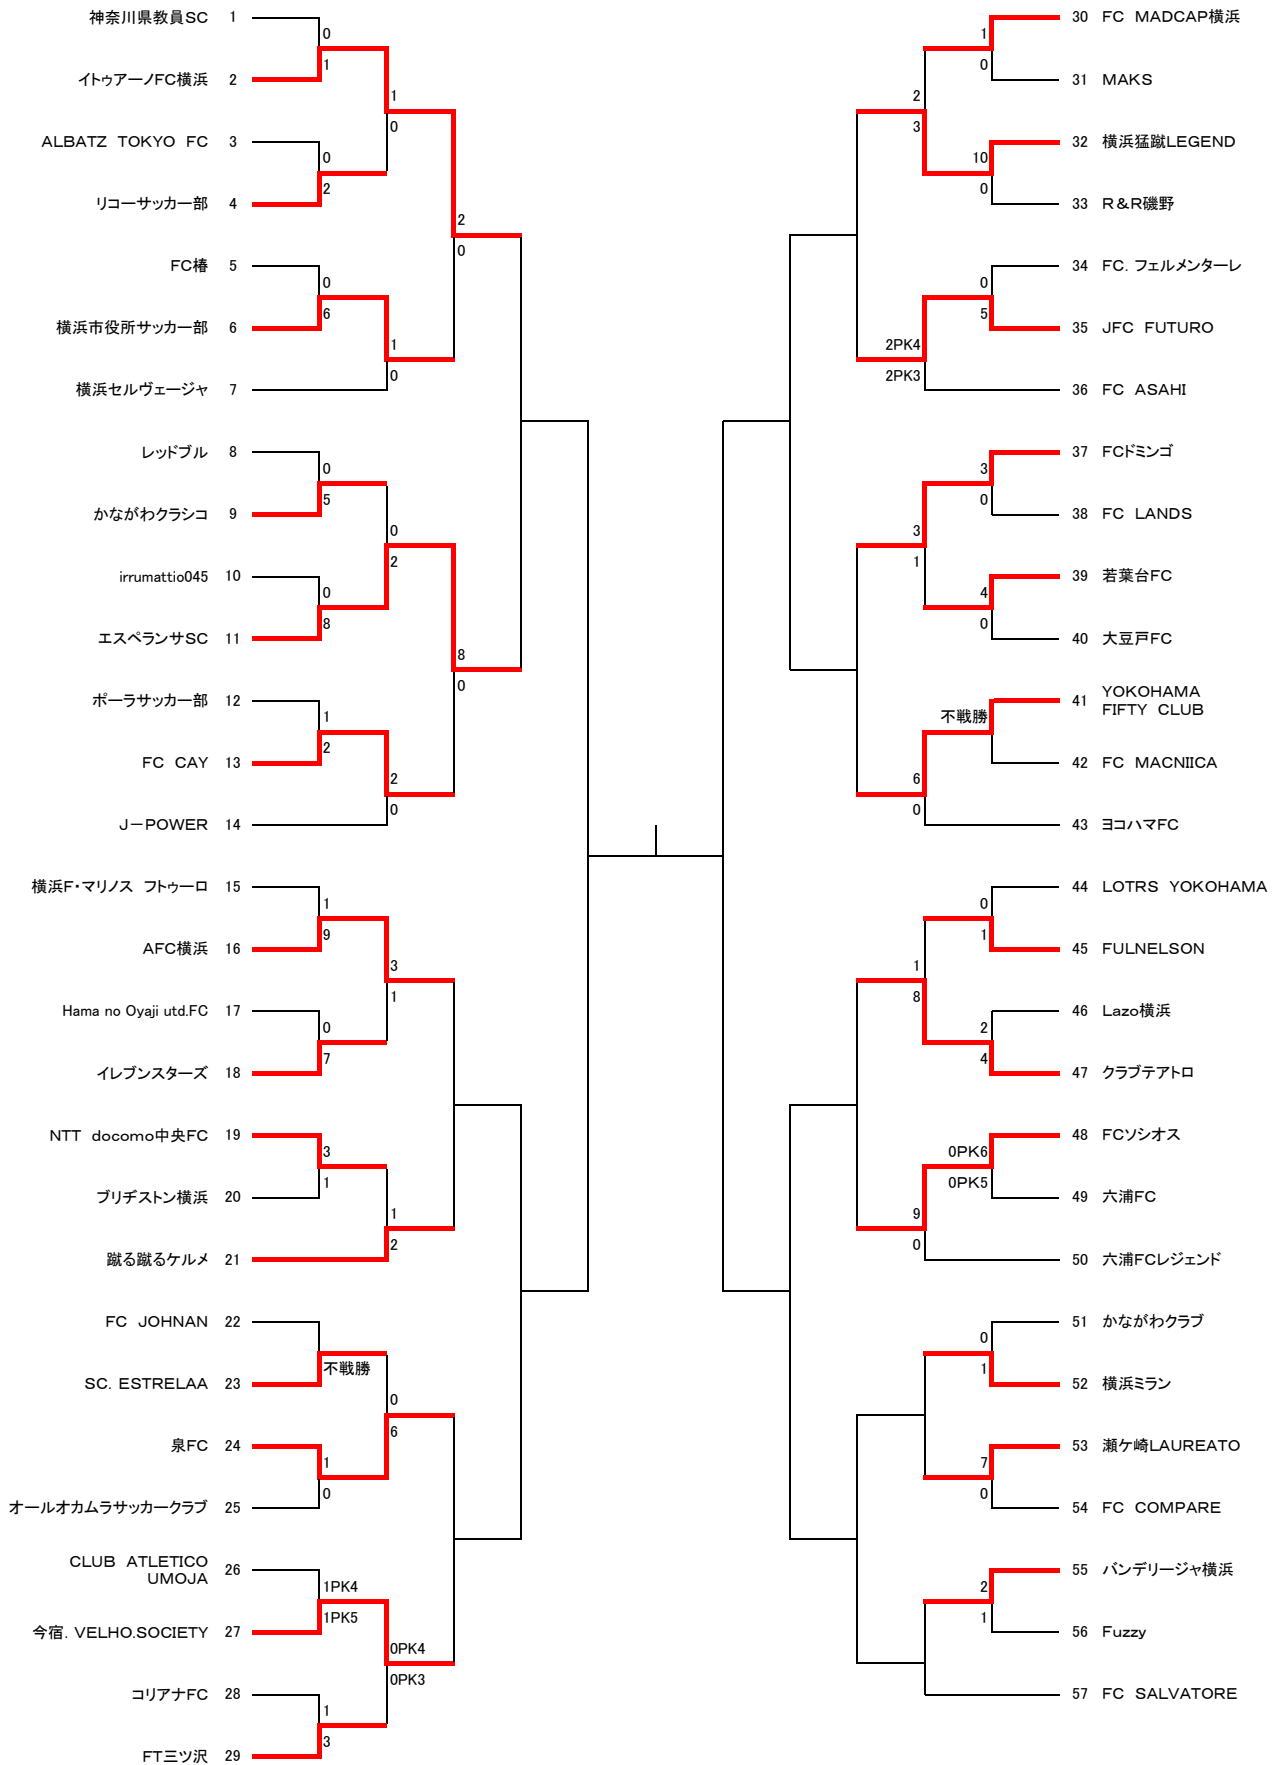 神奈川県教員SC 1
0
1
イトゥアーノFC横浜 2
1
0
ALBATZ TOKYO FC 3
0
2
リコーサッカー部 4
2
0
FC椿 5
0
6
横浜市役所サッカー部 6
1
0
横浜セルヴェージャ 7
レッドブル 8
0
5
かながわクラシコ 9
0
2
irrumattio045 10
0
8
エスペランサSC 11
8
0
ポーラサッカー部 12
1
2
FC CAY 13
2
0
J－POWER 14
横浜F・マリノス フトゥーロ 15
1
9
AFC横浜 16
3
1
Hama no Oyaji utd.FC 17
0
7
イレブンスターズ 18
NTT docomo中央FC 19
3
1
ブリヂストン横浜 20
1
2
蹴る蹴るケルメ 21
FC JOHNAN 22
不戦勝
SC. ESTRELAA 23
0
6
泉FC 24
1
0
オールオカムラサッカークラブ 25
CLUB ATLETICO
UMOJA 26
1PK4
1PK5
今宿. VELHO.SOCIETY 27
0PK4
0PK3
コリアナFC 28
1
3
FT三ツ沢 29
30 FC MADCAP横浜
1
0
31 MAKS
2
3
32 横浜猛蹴LEGEND
10
0
33 R＆R磯野
34 FC. フェルメンターレ
0
5
35 JFC FUTURO
2PK4
2PK3
36 FC ASAHI
37 FCドミンゴ
3
0
38 FC LANDS
3
1
39 若葉台FC
4
0
40 大豆戸FC
41 YOKOHAMA
FIFTY CLUB
不戦勝
42 FC MACNIICA
6
0
43 ヨコハマFC
44 LOTRS YOKOHAMA
0
1
45 FULNELSON
1
8
46 Lazo横浜
2
4
47 クラブテアトロ
48 FCソシオス
0PK6
0PK5
49 六浦FC
9
0
50 六浦FCレジェンド
51 かながわクラブ
0
1
52 横浜ミラン
53 瀬ケ崎LAUREATO
7
0
54 FC COMPARE
55 バンデリージャ横浜
2
1
56 Fuzzy
57 FC SALVATORE